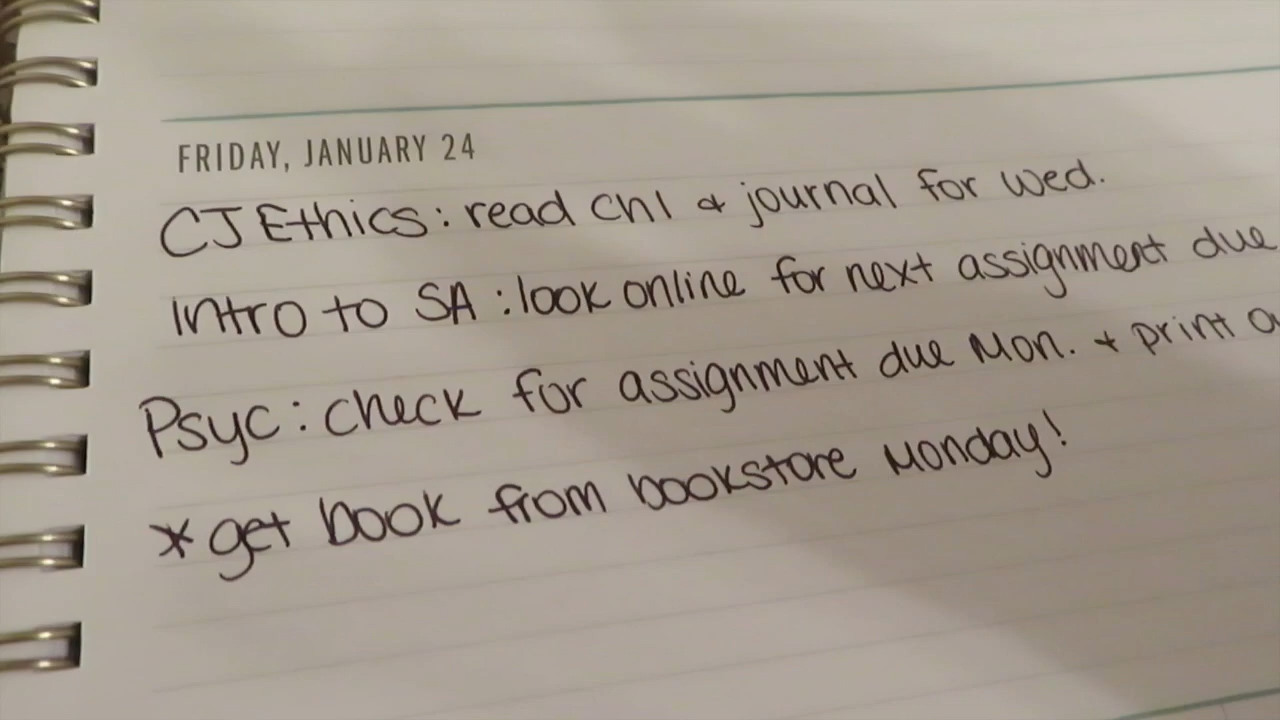 FRIDAY, JANUARY 24
CJ Ethics: read Ch1 & journal for Wed.
Intro to SA: look online for next assignment due
Psyc: check for assignment due Mon. + print
* get book from bookstore Monday!